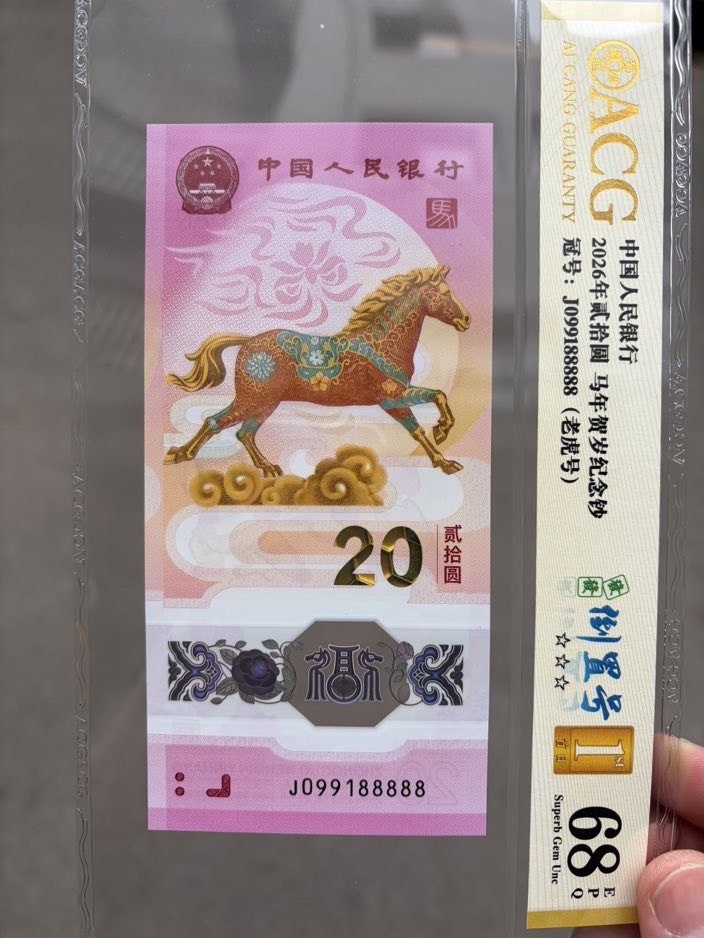 中国人民银行
馬
20
贰拾圆
J099188888
ACG
AI CANG GUARANTY
中国人民银行
2026年贰拾圆 马年贺岁纪念钞
冠号：J099188888（老虎号）
倒置号
☆☆☆
1ST
68
EPQ
Superb Gem Unc